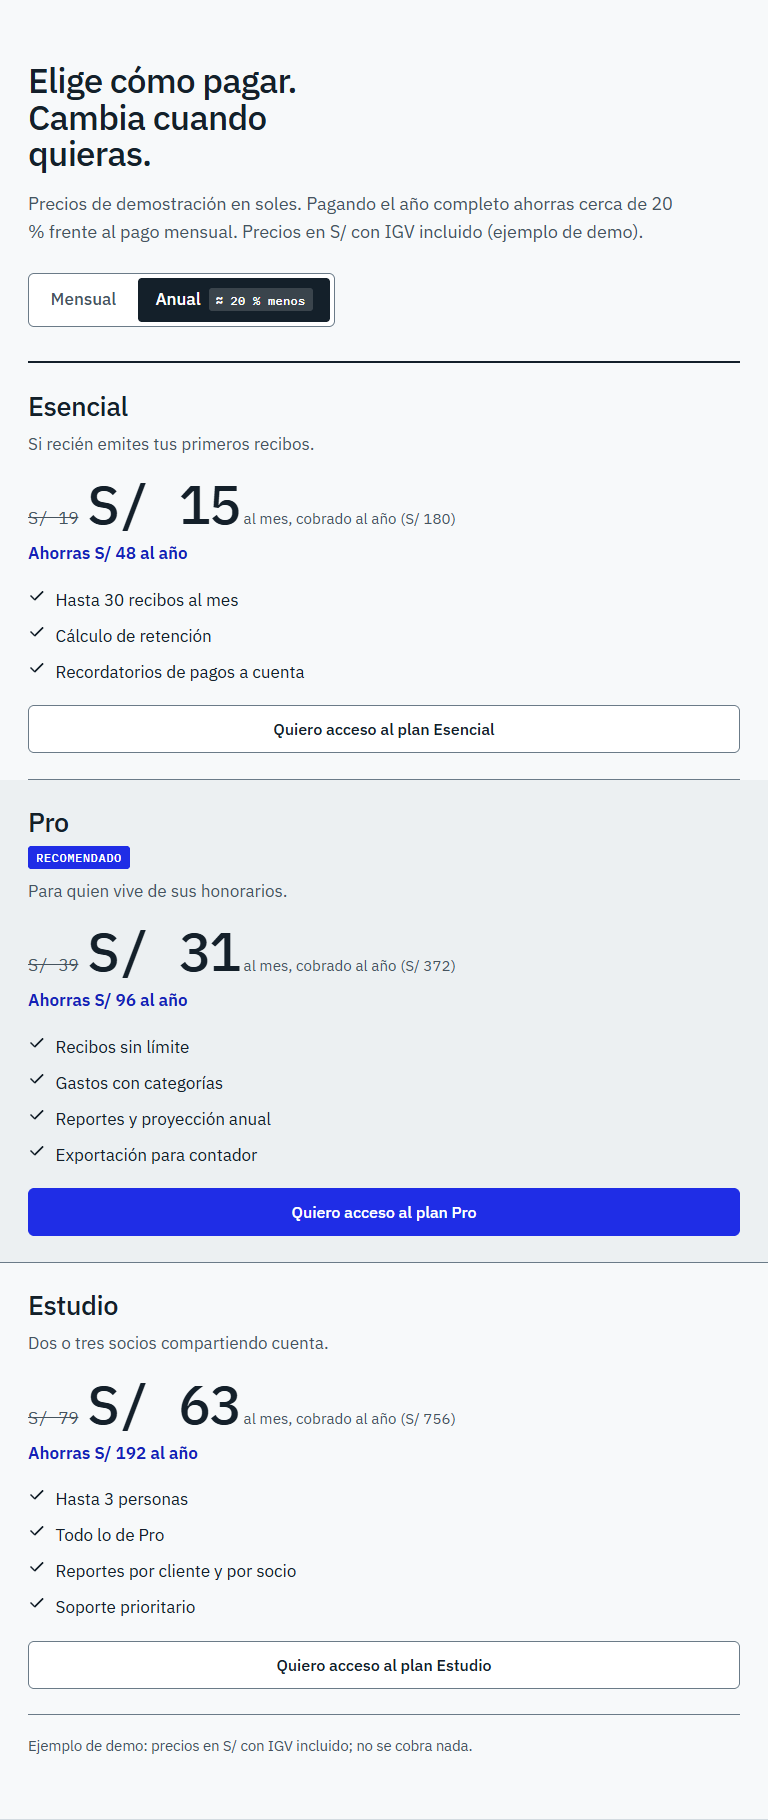 Elige cómo pagar.
Cambia cuando
quieras.
Precios de demostración en soles. Pagando el año completo ahorras cerca de 20
% frente al pago mensual. Precios en S/ con IGV incluido (ejemplo de demo).
Mensual Anual ≈ 20 % menos
Esencial
Si recién emites tus primeros recibos.
S/ 19 S/ 15 al mes, cobrado al año (S/ 180)
Ahorras S/ 48 al año
Hasta 30 recibos al mes
Cálculo de retención
Recordatorios de pagos a cuenta
Quiero acceso al plan Esencial
Pro
RECOMENDADO
Para quien vive de sus honorarios.
S/ 39 S/ 31 al mes, cobrado al año (S/ 372)
Ahorras S/ 96 al año
Recibos sin límite
Gastos con categorías
Reportes y proyección anual
Exportación para contador
Quiero acceso al plan Pro
Estudio
Dos o tres socios compartiendo cuenta.
S/ 79 S/ 63 al mes, cobrado al año (S/ 756)
Ahorras S/ 192 al año
Hasta 3 personas
Todo lo de Pro
Reportes por cliente y por socio
Soporte prioritario
Quiero acceso al plan Estudio
Ejemplo de demo: precios en S/ con IGV incluido; no se cobra nada.